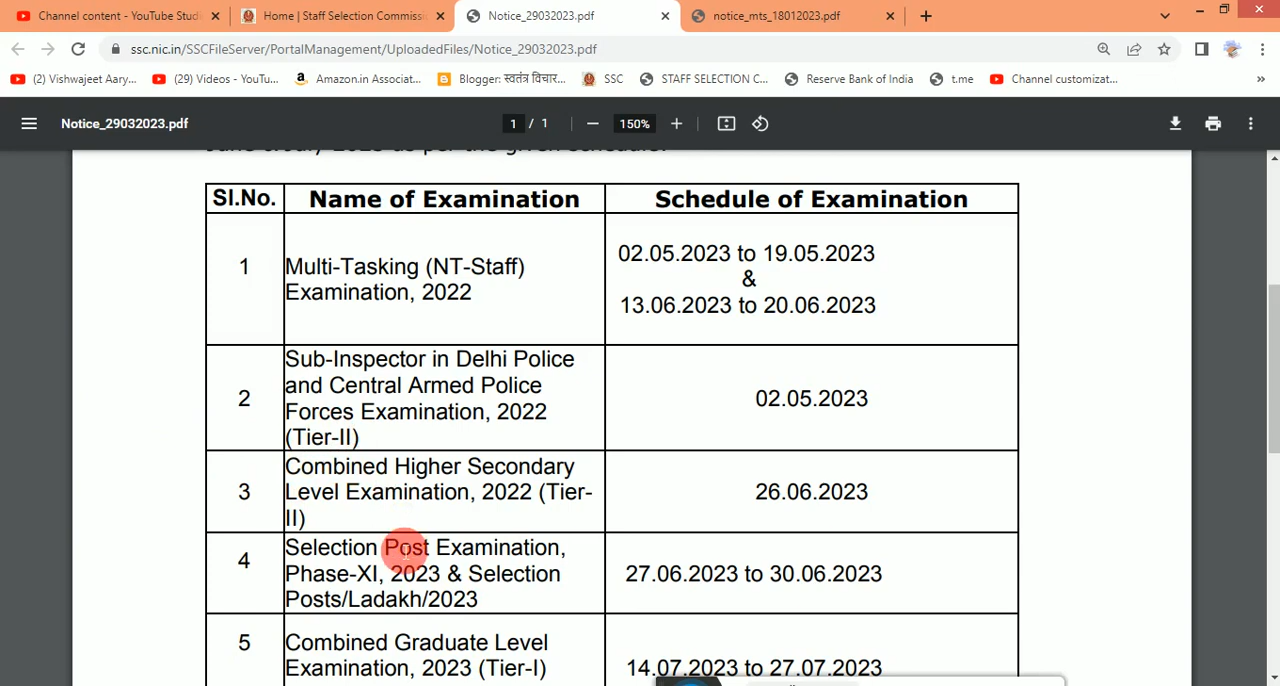 Channel content - YouTube Stud
Home | Staff Selection Commissi
Notice_29032023.pdf
notice_mts_18012023.pdf
ssc.nic.in/SSCFileServer/PortalManagement/UploadedFiles/Notice_29032023.pdf
(2) Vishwajeet Aary...
(29) Videos - YouTu...
Amazon.in Associat...
Blogger: स्वतंत्र विचार...
SSC
STAFF SELECTION C...
Reserve Bank of India
t.me
Channel customizat...
»
Notice_29032023.pdf
1 / 1
150%
Sl.No.
Name of Examination
Schedule of Examination
1
Multi-Tasking (NT-Staff)
Examination, 2022
02.05.2023 to 19.05.2023
&
13.06.2023 to 20.06.2023
2
Sub-Inspector in Delhi Police
and Central Armed Police
Forces Examination, 2022
(Tier-II)
02.05.2023
3
Combined Higher Secondary
Level Examination, 2022 (Tier-
II)
26.06.2023
4
Selection Post Examination,
Phase-XI, 2023 & Selection
Posts/Ladakh/2023
27.06.2023 to 30.06.2023
5
Combined Graduate Level
Examination, 2023 (Tier-I)
14.07.2023 to 27.07.2023